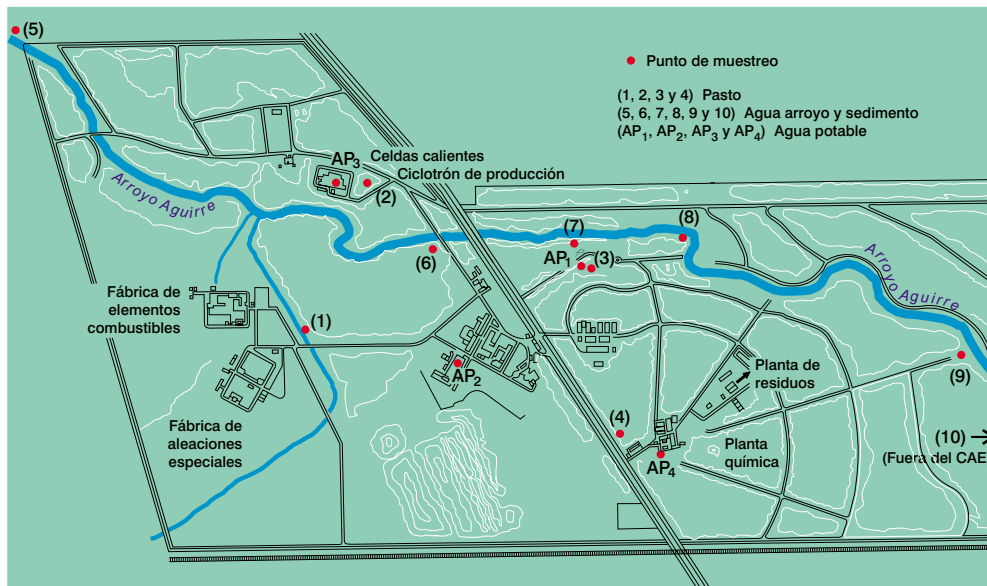 (5)
Punto de muestreo
(1, 2, 3 y 4) Pasto
(5, 6, 7, 8, 9 y 10) Agua arroyo y sedimento
(AP1, AP2, AP3 y AP4) Agua potable
AP3
Celdas calientes
Ciclotrón de producción
(2)
Arroyo Aguirre
(6)
(7)
(8)
AP1
(3)
Arroyo Aguirre
Fábrica de
elementos
combustibles
(1)
AP2
Fábrica de
aleaciones
especiales
Planta de
residuos
(9)
(4)
AP4
Planta
química
(10)
(Fuera del CAE